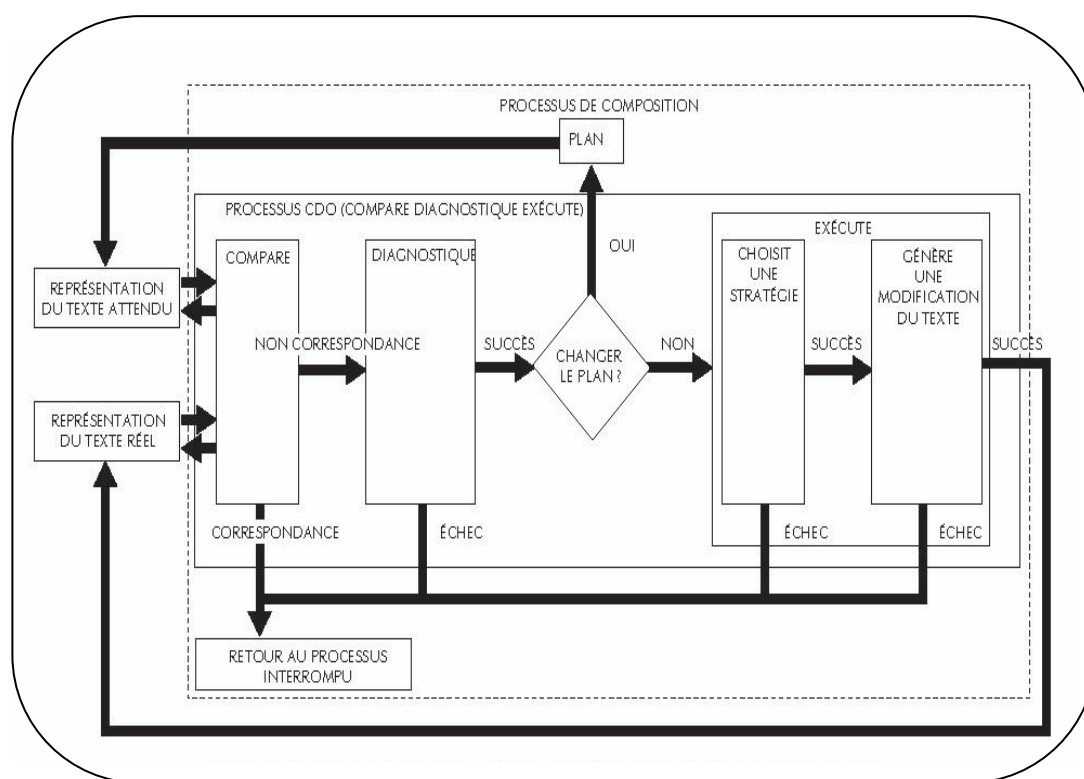 PROCESSUS DE COMPOSITION
PLAN
PROCESSUS CDO (COMPARE DIAGNOSTIQUE EXÉCUTE)
EXÉCUTE
OUI
COMPARE
DIAGNOSTIQUE
CHOISIT
UNE
STRATÉGIE
GÉNÈRE
UNE
MODIFICATION
DU TEXTE
REPRÉSENTATION
DU TEXTE ATTENDU
NON CORRESPONDANCE
SUCCÈS
CHANGER
LE PLAN ?
NON
SUCCÈS
SUCCÈS
REPRÉSENTATION
DU TEXTE RÉEL
CORRESPONDANCE
ÉCHEC
ÉCHEC
ÉCHEC
RETOUR AU PROCESSUS
INTERROMPU